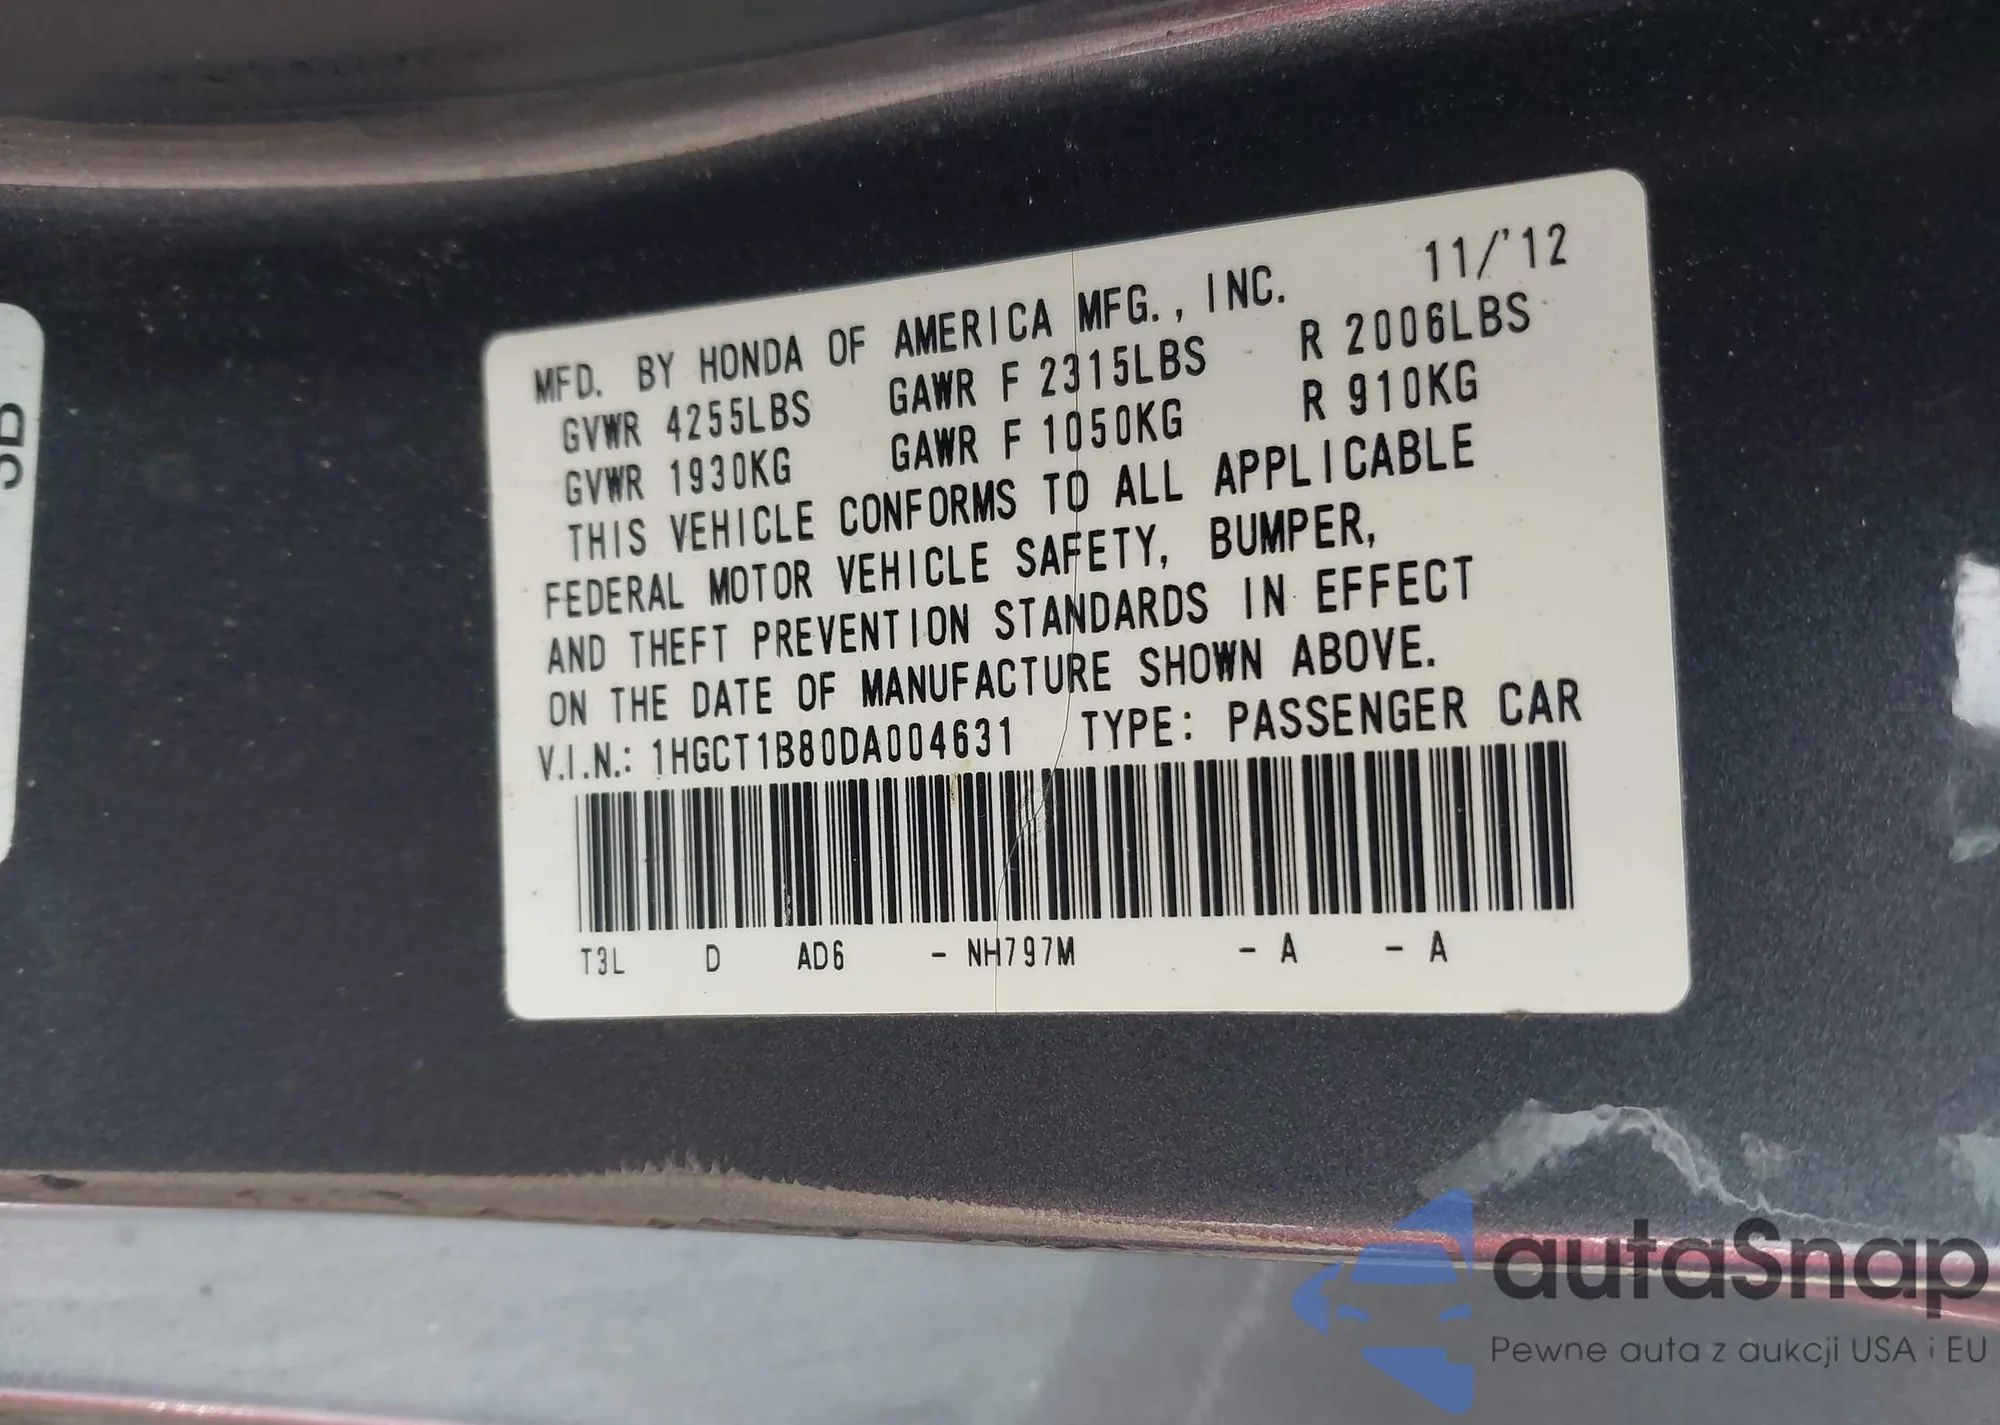 MFD. BY HONDA OF AMERICA MFG., INC. 11/'12
GVWR 4255LBS GAWR F 2315LBS R 2006LBS
GVWR 1930KG GAWR F 1050KG R 910KG
THIS VEHICLE CONFORMS TO ALL APPLICABLE
FEDERAL MOTOR VEHICLE SAFETY, BUMPER,
AND THEFT PREVENTION STANDARDS IN EFFECT
ON THE DATE OF MANUFACTURE SHOWN ABOVE.
V.I.N.: 1HGCT1B80DA004631 TYPE: PASSENGER CAR
T3L D AD6 - NH797M - A - A
autaSnap
Pewne auta z aukcji USA i EU